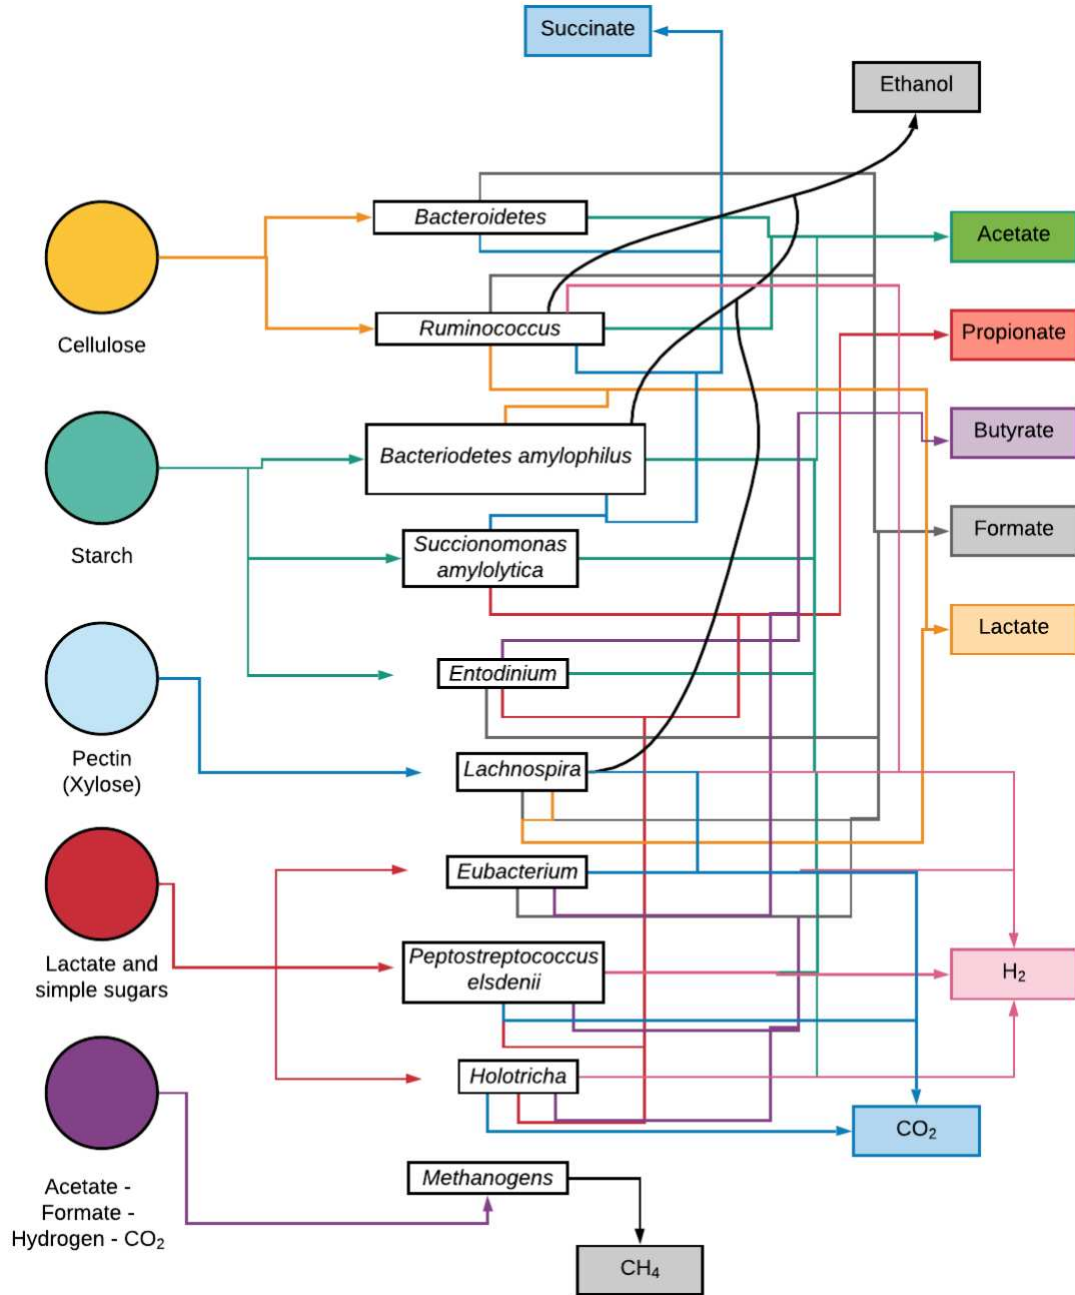 Succinate
Ethanol
Bacteroidetes
Acetate
Ruminococcus
Propionate
Cellulose
Butyrate
Bacteriodetes amylophilus
Formate
Starch
Succionomonas
amylolytica
Lactate
Entodinium
Pectin
(Xylose)
Lachnospira
Eubacterium
Lactate and
simple sugars
Peptostreptococcus
elsdenii
H₂
Holotricha
CO₂
Methanogens
Acetate -
Formate -
Hydrogen - CO₂
CH₄